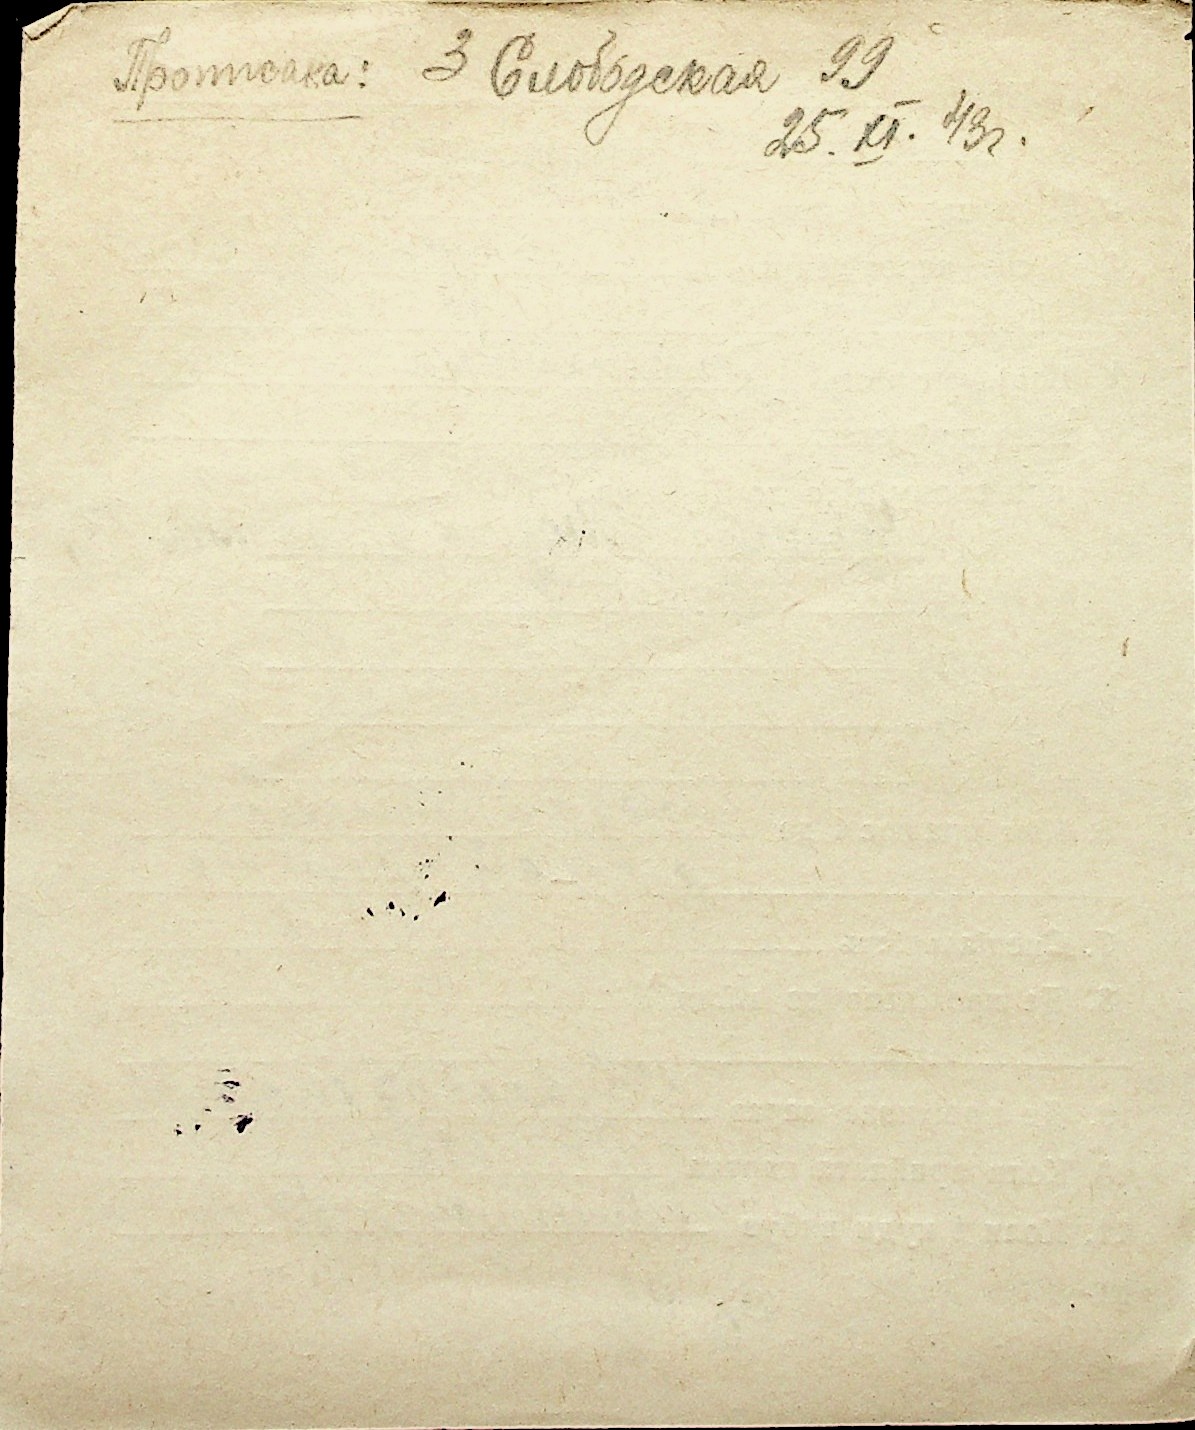 Прописка: 3 Слободская 99
25. XI. 43г.